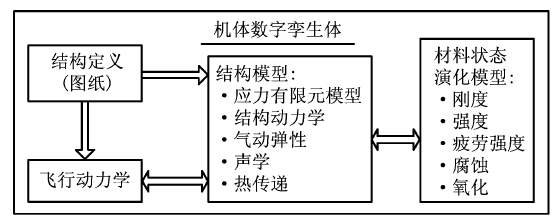 机体数字孪生体
结构定义
(图纸)
飞行动力学
结构模型:
·应力有限元模型
·结构动力学
·气动弹性
·声学
·热传递
材料状态
演化模型:
·刚度
·强度
·疲劳强度
·腐蚀
·氧化